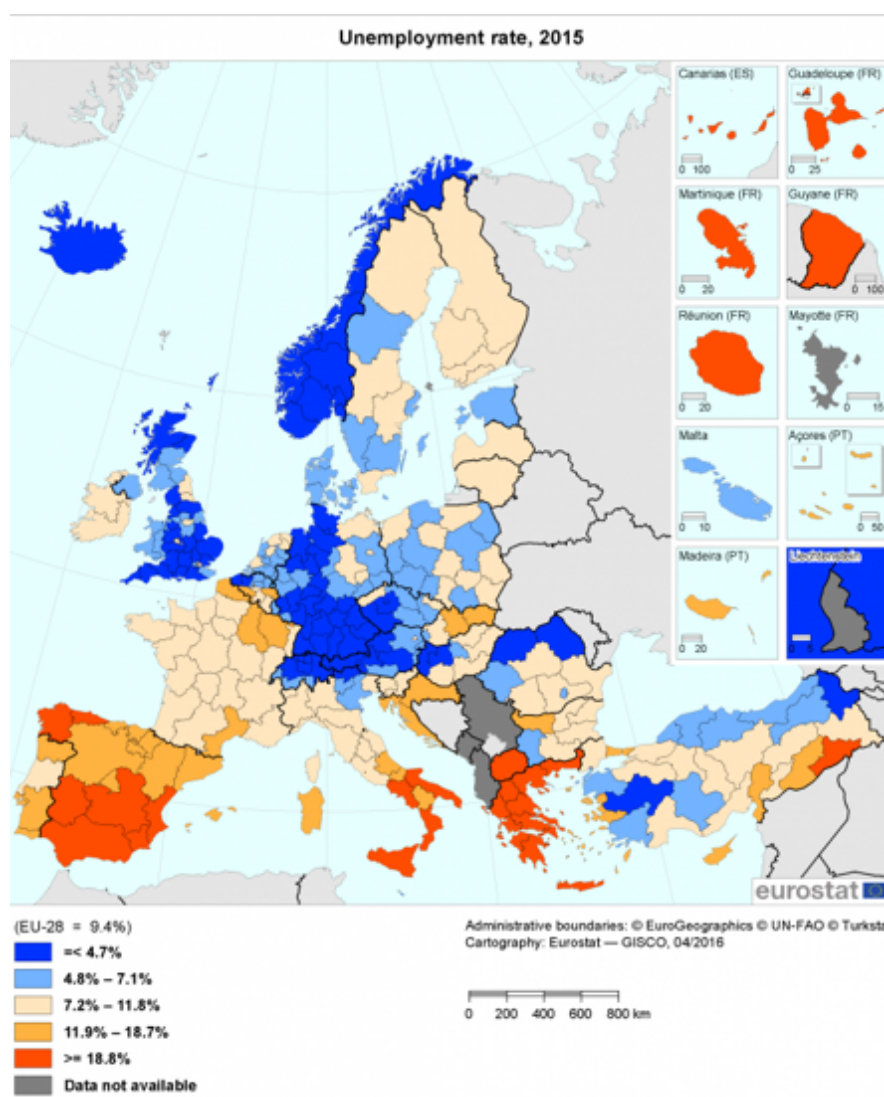 Unemployment rate, 2015
Canarias (ES)
0 100
Guadeloupe (FR)
0 25
Martinique (FR)
0 20
Guyane (FR)
0 100
Réunion (FR)
0 20
Mayotte (FR)
0 15
Malta
0 10
Açores (PT)
0 50
Madeira (PT)
0 20
Liechtenstein
0 5
eurostat
(EU-28 = 9.4%)
=< 4.7%
4.8% – 7.1%
7.2% – 11.8%
11.9% – 18.7%
>= 18.8%
Data not available
Administrative boundaries: © EuroGeographics © UN-FAO © Turksta
Cartography: Eurostat — GISCO, 04/2016
0 200 400 600 800 km